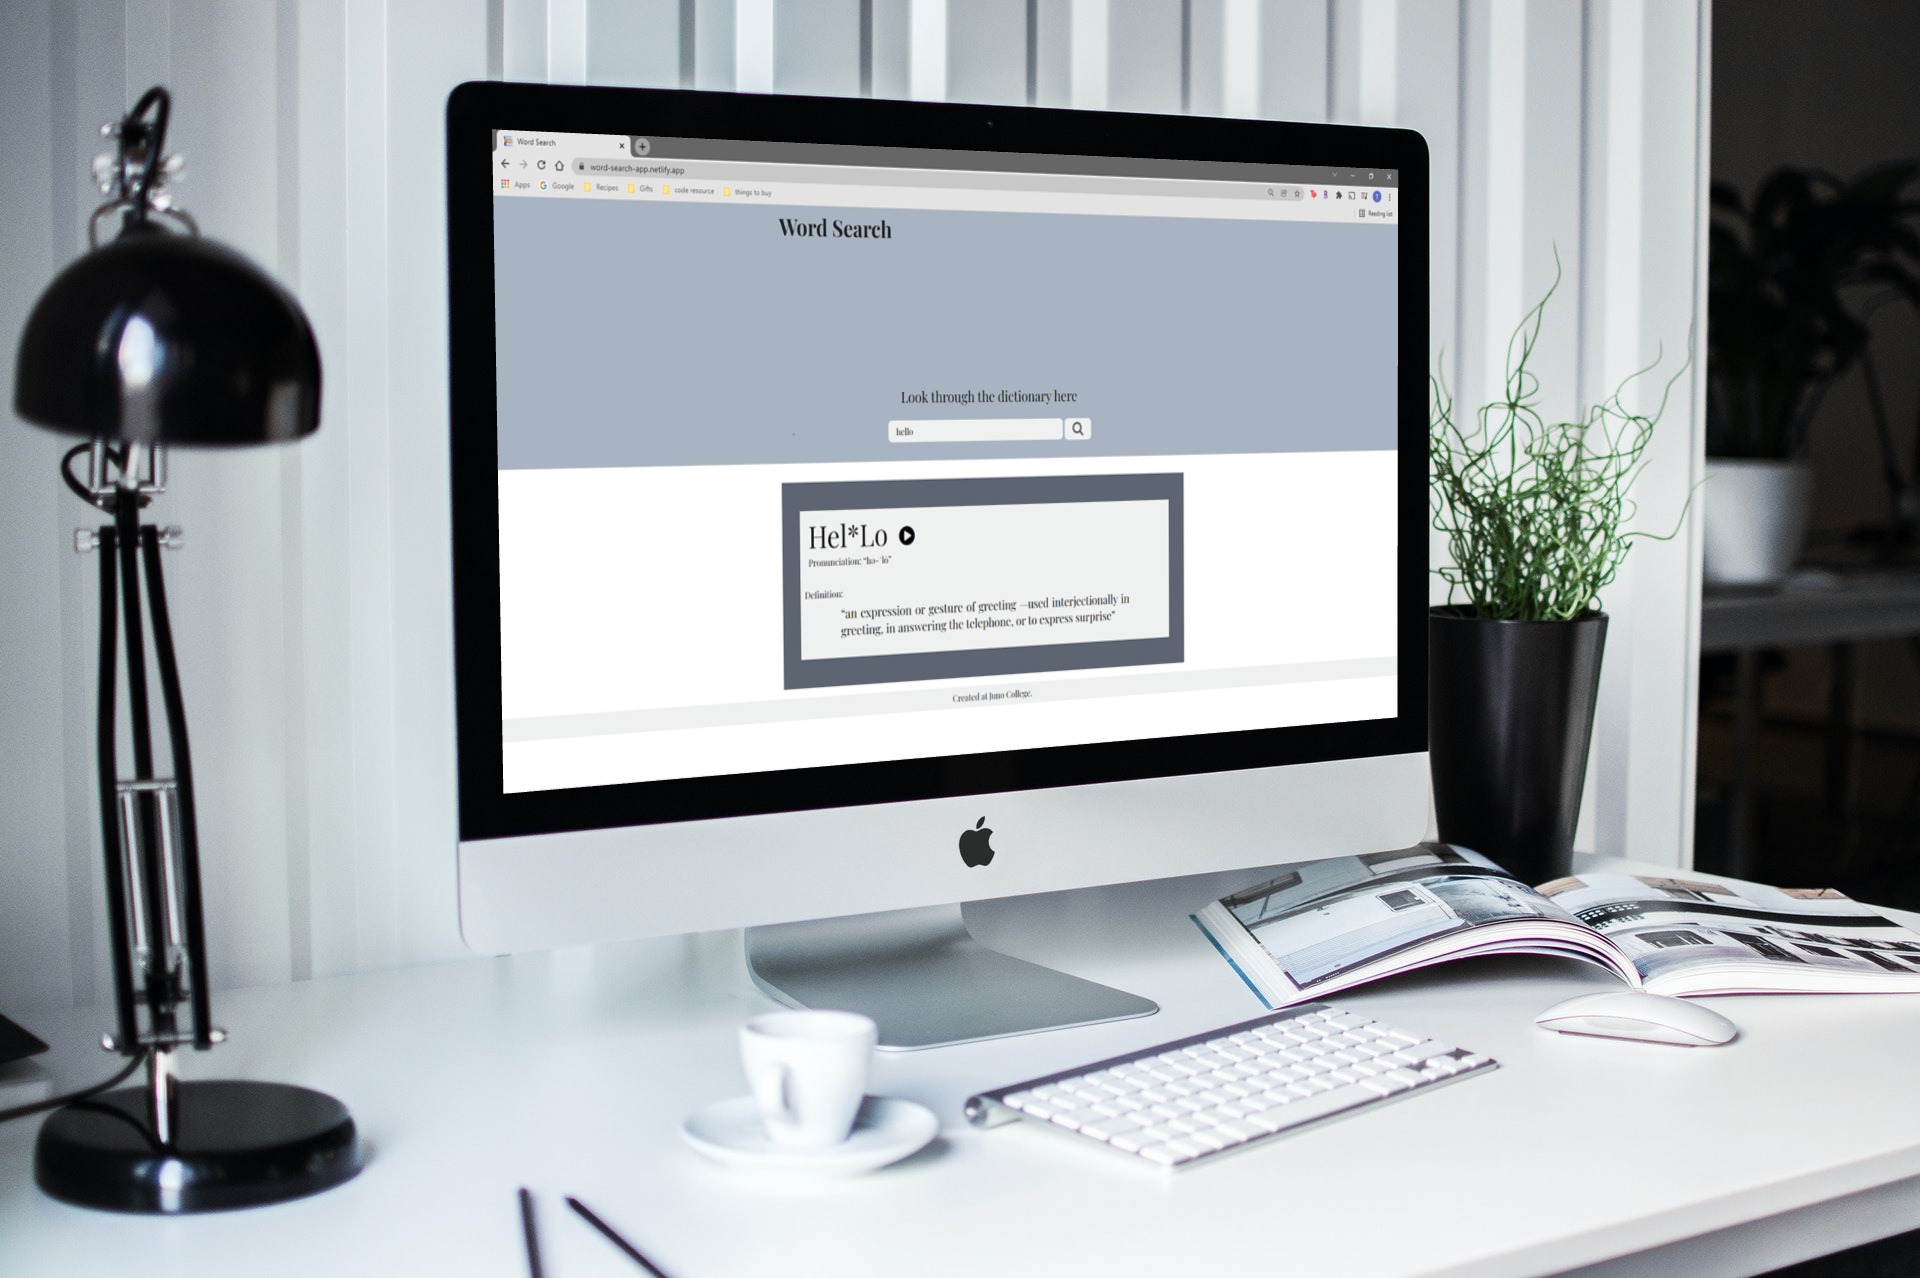 Word Search
word-search-app.netlify.app
Apps Google Recipes Gifts code resource things to buy
Reading list
Word Search
Look through the dictionary here
hello
Hel*Lo
Pronunciation: “hə-ˈlō”
Definition:
“an expression or gesture of greeting —used interjectionally in
greeting, in answering the telephone, or to express surprise”
Created at Juno College.